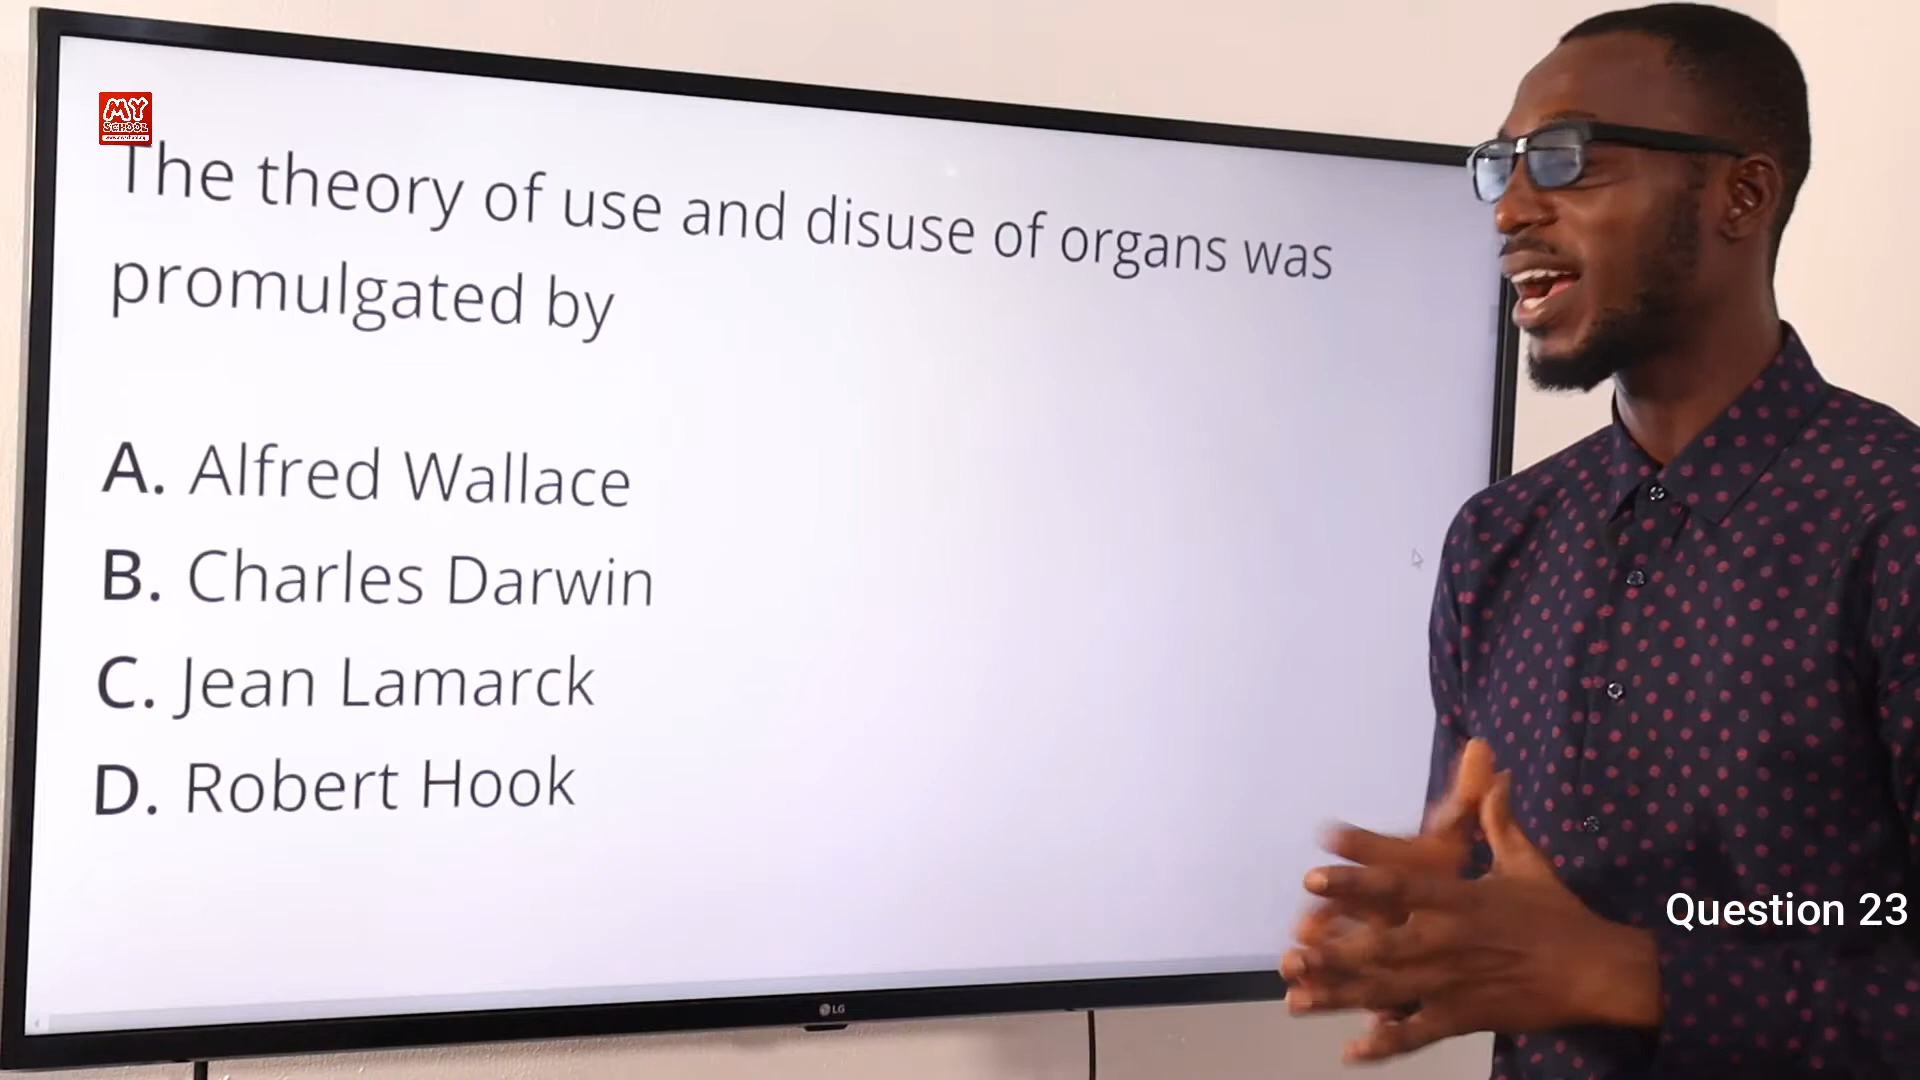 MY
SCHOOL
The theory of use and disuse of organs was
promulgated by
A. Alfred Wallace
B. Charles Darwin
C. Jean Lamarck
D. Robert Hook
Question 23
LG